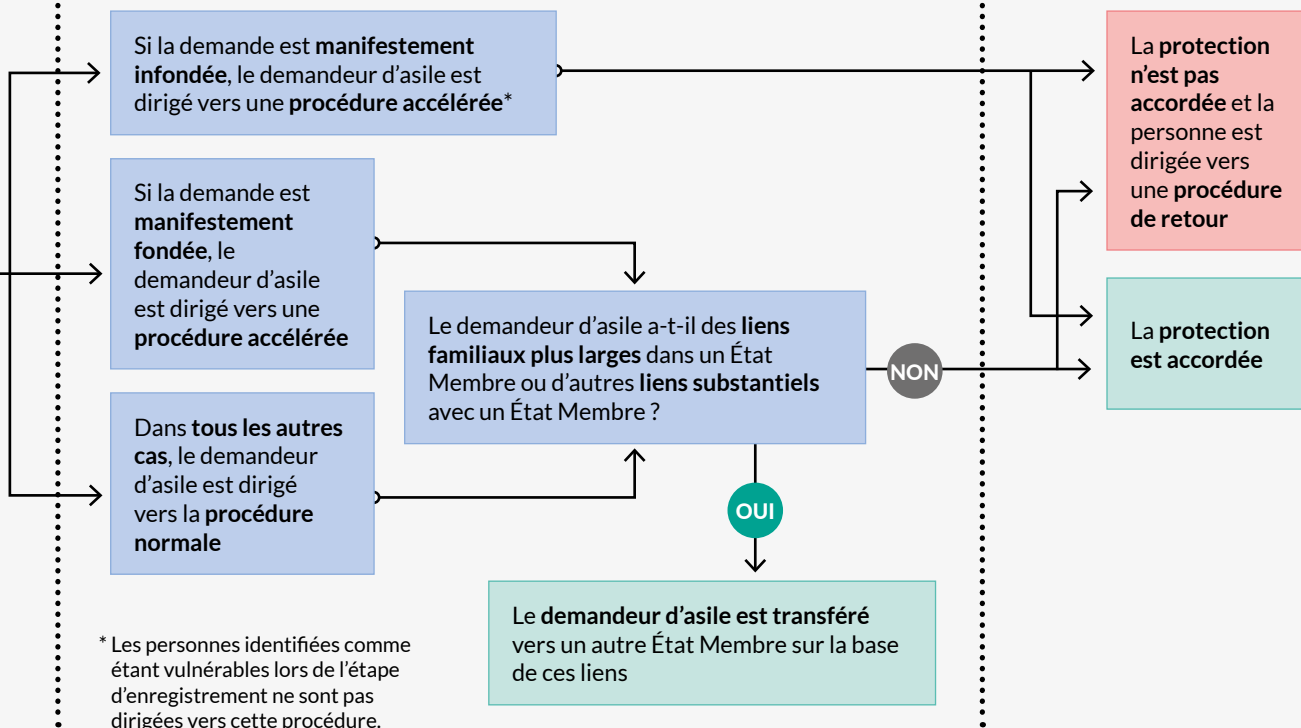 Si la demande est manifestement
infondée, le demandeur d'asile est
dirigé vers une procédure accélérée*
Si la demande est
manifestement
fondée, le
demandeur d'asile
est dirigé vers une
procédure accélérée
Dans tous les autres
cas, le demandeur
d'asile est dirigé
vers la procédure
normale
* Les personnes identifiées comme
étant vulnérables lors de l'étape
d'enregistrement ne sont pas
dirigées vers cette procédure.
Le demandeur d'asile a-t-il des liens
familiaux plus larges dans un État
Membre ou d'autres liens substantiels
avec un État Membre ?
NON
OUI
Le demandeur d'asile est transféré
vers un autre État Membre sur la base
de ces liens
La protection
n'est pas
accordée et la
personne est
dirigée vers
une procédure
de retour
La protection
est accordée